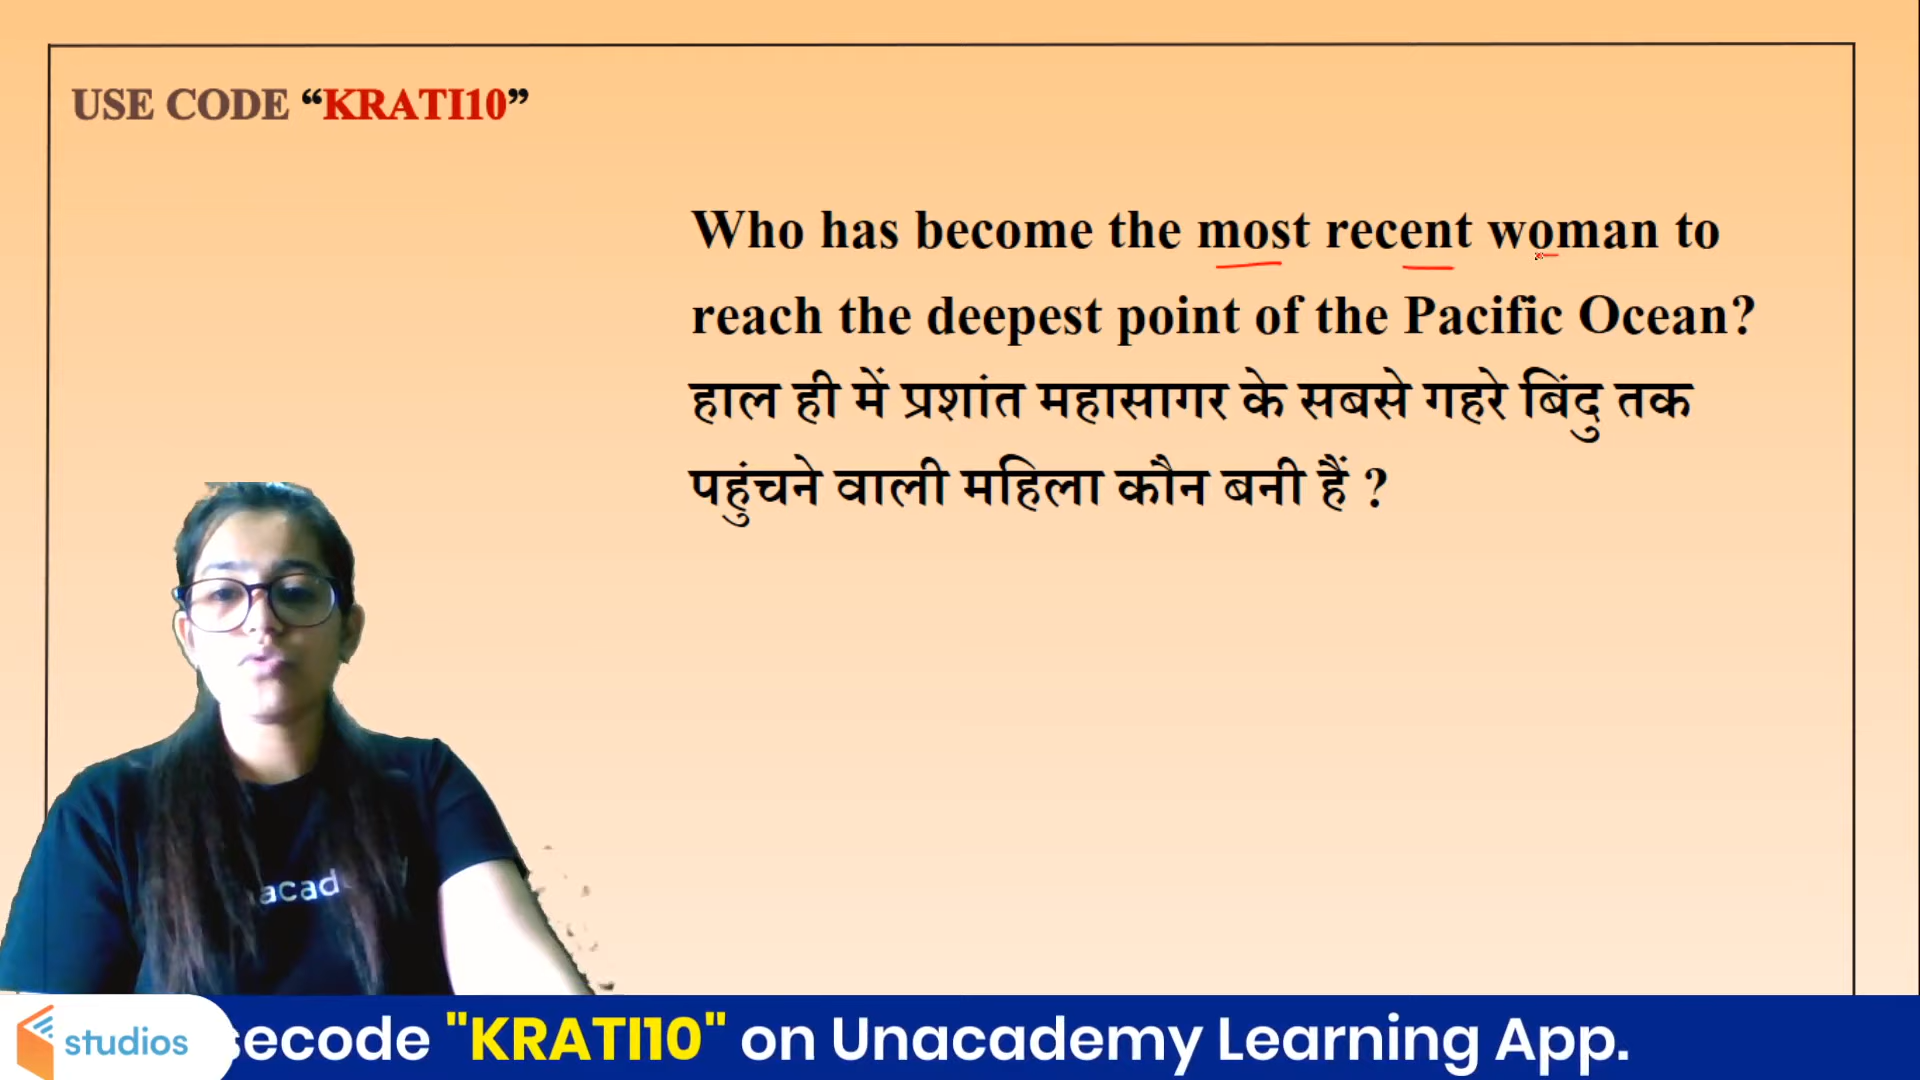 USE CODE “KRATI10”
Who has become the most recent woman to
reach the deepest point of the Pacific Ocean?
हाल ही में प्रशांत महासागर के सबसे गहरे बिंदु तक
पहुंचने वाली महिला कौन बनी हैं ?
acad
studios
secode "KRATI10" on Unacademy Learning App.